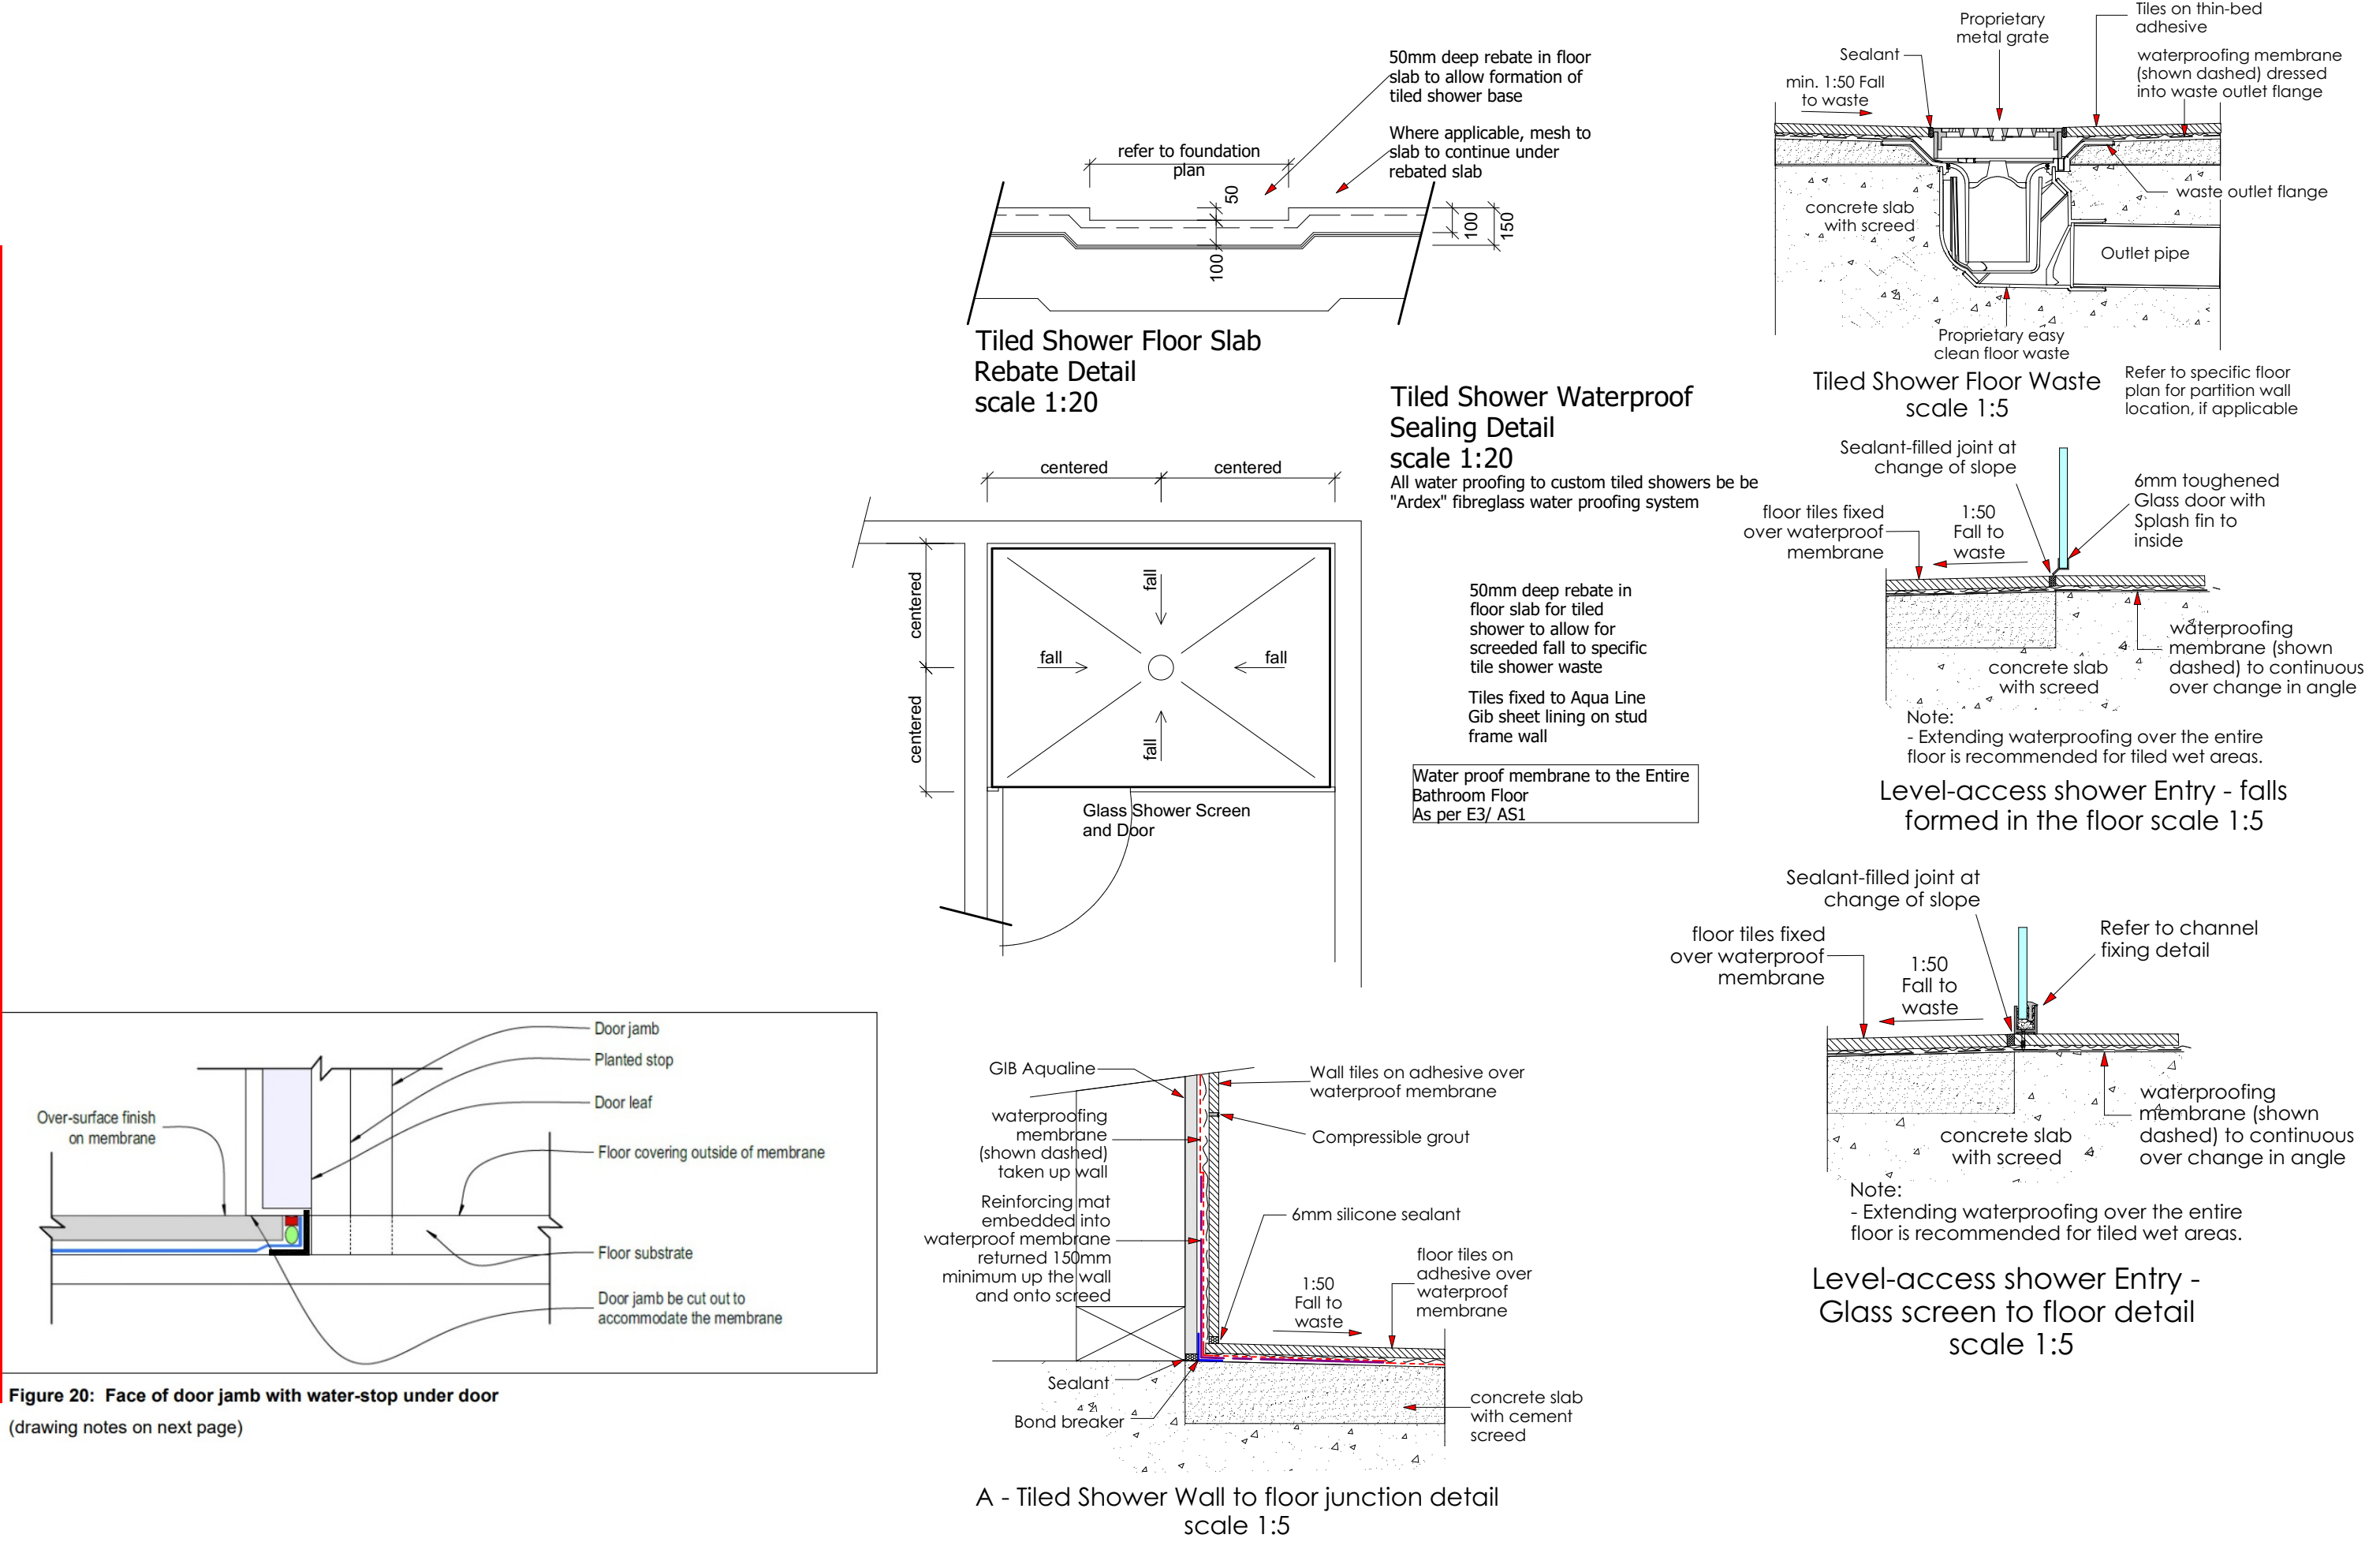 50mm deep rebate in floor
slab to allow formation of
tiled shower base
Where applicable, mesh to
slab to continue under
rebated slab
refer to foundation
plan
50
100
100
150
Tiled Shower Floor Slab
Rebate Detail
scale 1:20
Tiled Shower Waterproof
Sealing Detail
scale 1:20
All water proofing to custom tiled showers be be
"Ardex" fibreglass water proofing system
centered
centered
centered
centered
fall
fall
fall
fall
Glass Shower Screen
and Door
50mm deep rebate in
floor slab for tiled
shower to allow for
screeded fall to specific
tile shower waste
Tiles fixed to Aqua Line
Gib sheet lining on stud
frame wall
Water proof membrane to the Entire
Bathroom Floor
As per E3/ AS1
Proprietary
metal grate
Tiles on thin-bed
adhesive
Sealant
waterproofing membrane
(shown dashed) dressed
into waste outlet flange
min. 1:50 Fall
to waste
waste outlet flange
concrete slab
with screed
Outlet pipe
Proprietary easy
clean floor waste
Tiled Shower Floor Waste
scale 1:5
Refer to specific floor
plan for partition wall
location, if applicable
Sealant-filled joint at
change of slope
6mm toughened
Glass door with
Splash fin to
inside
floor tiles fixed
over waterproof
membrane
1:50
Fall to
waste
waterproofing
membrane (shown
dashed) to continuous
over change in angle
concrete slab
with screed
Note:
- Extending waterproofing over the entire
floor is recommended for tiled wet areas.
Level-access shower Entry - falls
formed in the floor scale 1:5
Sealant-filled joint at
change of slope
Refer to channel
fixing detail
floor tiles fixed
over waterproof
membrane
1:50
Fall to
waste
waterproofing
membrane (shown
dashed) to continuous
over change in angle
concrete slab
with screed
Note:
- Extending waterproofing over the entire
floor is recommended for tiled wet areas.
Level-access shower Entry -
Glass screen to floor detail
scale 1:5
Door jamb
Planted stop
Door leaf
Over-surface finish
on membrane
Floor covering outside of membrane
Floor substrate
Door jamb be cut out to
accommodate the membrane
Figure 20: Face of door jamb with water-stop under door
(drawing notes on next page)
GIB Aqualine
Wall tiles on adhesive over
waterproof membrane
waterproofing
membrane
(shown dashed)
taken up wall
Compressible grout
Reinforcing mat
embedded into
waterproof membrane
returned 150mm
minimum up the wall
and onto screed
6mm silicone sealant
floor tiles on
adhesive over
waterproof
membrane
1:50
Fall to
waste
Sealant
Bond breaker
concrete slab
with cement
screed
A - Tiled Shower Wall to floor junction detail
scale 1:5